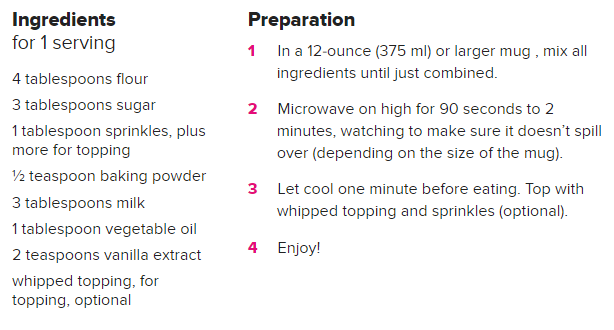 Ingredients
for 1 serving
4 tablespoons flour
3 tablespoons sugar
1 tablespoon sprinkles, plus
more for topping
½ teaspoon baking powder
3 tablespoons milk
1 tablespoon vegetable oil
2 teaspoons vanilla extract
whipped topping, for
topping, optional
Preparation
1 In a 12-ounce (375 ml) or larger mug , mix all
ingredients until just combined.
2 Microwave on high for 90 seconds to 2
minutes, watching to make sure it doesn't spill
over (depending on the size of the mug).
3 Let cool one minute before eating. Top with
whipped topping and sprinkles (optional).
4 Enjoy!